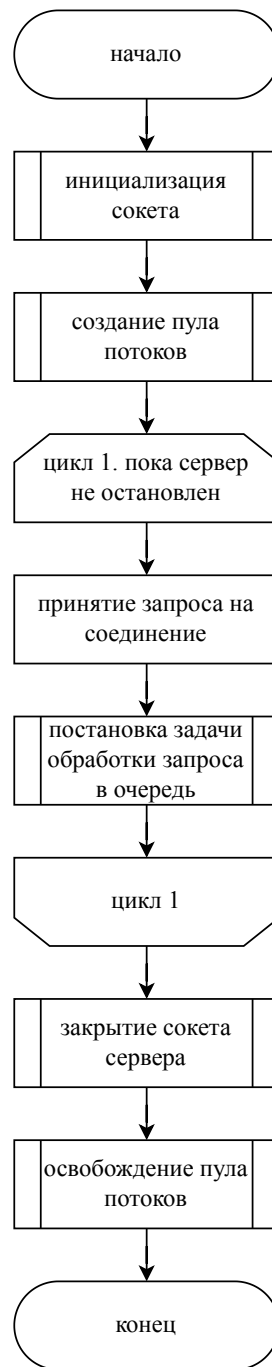 начало
инициализация
сокета
создание пула
потоков
цикл 1. пока сервер
не остановлен
принятие запроса на
соединение
постановка задачи
обработки запроса
в очередь
цикл 1
закрытие сокета
сервера
освобождение пула
потоков
конец